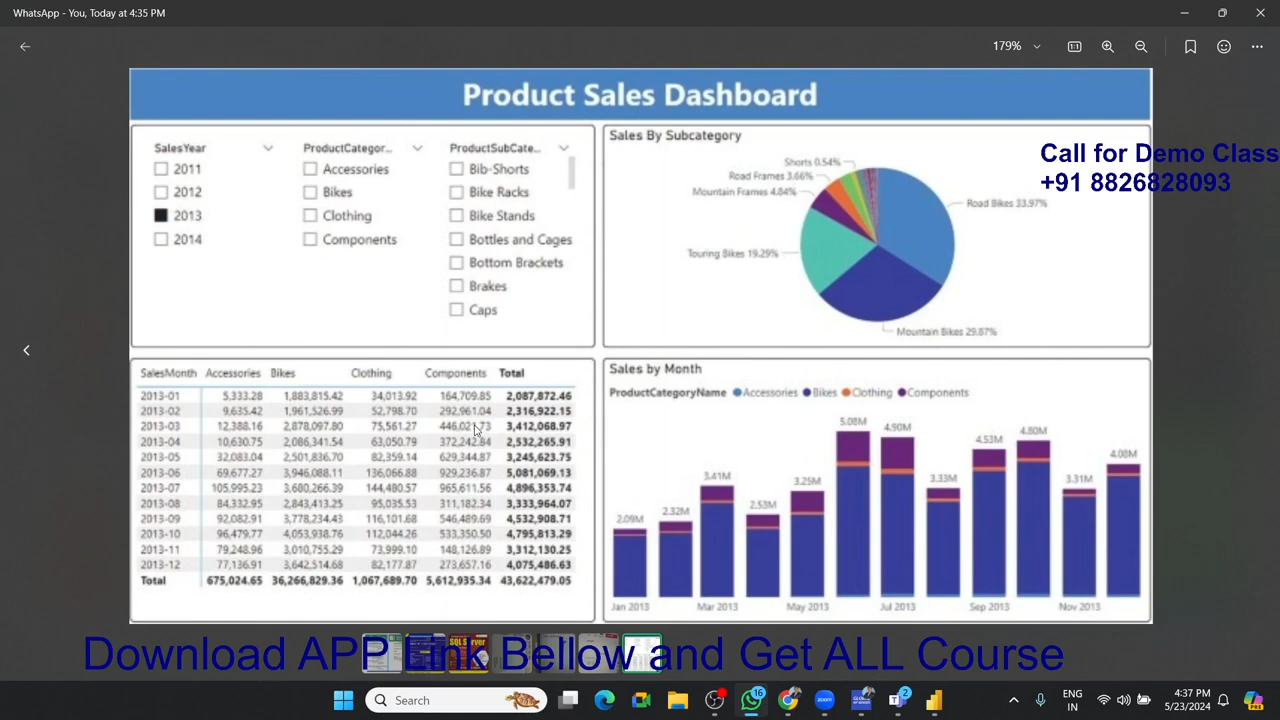 WhatsApp - You, Today at 4:35 PM
179%
Product Sales Dashboard
SalesYear
2011
2012
2013
2014
ProductCategor...
Accessories
Bikes
Clothing
Components
ProductSubCate...
Bib-Shorts
Bike Racks
Bike Stands
Bottles and Cages
Bottom Brackets
Brakes
Caps
Sales By Subcategory
Shorts 0.54%
Road Frames 3.66%
Mountain Frames 4.84%
Road Bikes 33.97%
Touring Bikes 19.29%
Mountain Bikes 29.87%
Call for Demo Class
+91 8826828093
SalesMonth Accessories Bikes Clothing Components Total
2013-01 5,333.28 1,883,815.42 34,013.92 164,709.85 2,087,872.46
2013-02 9,635.42 1,961,526.99 52,798.70 292,961.04 2,316,922.15
2013-03 12,388.16 2,878,097.80 75,561.27 446,021.73 3,412,068.97
2013-04 10,630.75 2,086,341.54 63,050.79 372,242.84 2,532,265.91
2013-05 32,083.04 2,501,836.70 82,359.14 629,344.87 3,245,623.75
2013-06 69,677.27 3,946,088.11 136,066.88 929,236.87 5,081,069.13
2013-07 105,995.23 3,680,266.39 144,480.57 965,611.56 4,896,353.74
2013-08 84,332.95 2,843,413.25 95,035.53 311,182.34 3,333,964.07
2013-09 92,082.91 3,778,234.43 116,101.68 546,489.69 4,532,908.71
2013-10 96,479.77 4,053,938.76 112,044.26 533,350.50 4,795,813.29
2013-11 79,248.96 3,010,755.29 73,999.10 148,126.89 3,312,130.25
2013-12 77,136.91 3,642,514.68 82,177.87 273,657.16 4,075,486.63
Total 675,024.65 36,266,829.36 1,067,689.70 5,612,935.34 43,622,479.05
Sales by Month
ProductCategoryName Accessories Bikes Clothing Components
2.09M 2.32M 3.41M 2.53M 3.25M 5.08M 4.90M 3.33M 4.53M 4.80M 3.31M 4.08M
Jan 2013 Mar 2013 May 2013 Jul 2013 Sep 2013 Nov 2013
Download APP Link Bellow and Get ALL Course
Search
16
2
ENG
IN
4:37 PM
5/23/2024